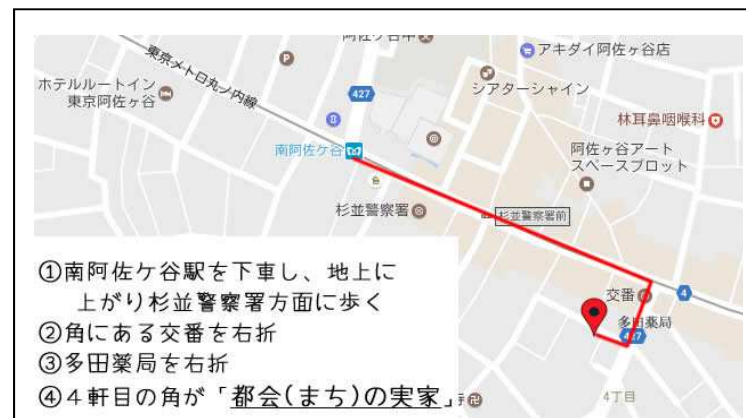 東京メトロ丸ノ内線
アキダイ阿佐ヶ谷店
シアターシャイン
ホテルルートイン
東京阿佐ヶ谷
427
林耳鼻咽喉科
南阿佐ケ谷
阿佐ヶ谷アート
スペースブロット
杉並警察署
杉並警察署前
交番
4
多田薬局
427
4丁目
①南阿佐ケ谷駅を下車し、地上に
上がり杉並警察署方面に歩く
②角にある交番を右折
③多田薬局を右折
④4軒目の角が「都会(まち)の実家」